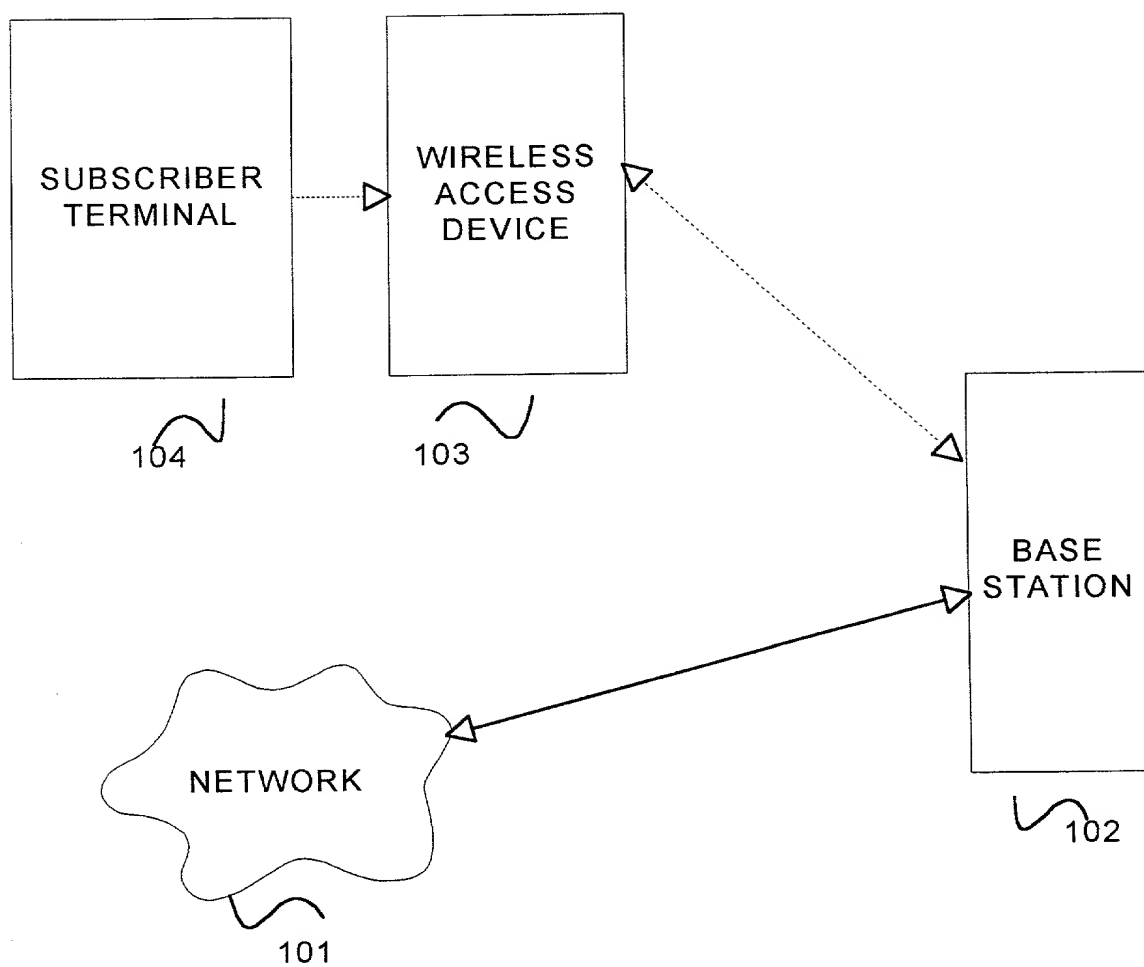 SUBSCRIBER
TERMINAL
WIRELESS
ACCESS
DEVICE
104
103
BASE
STATION
NETWORK
102
101